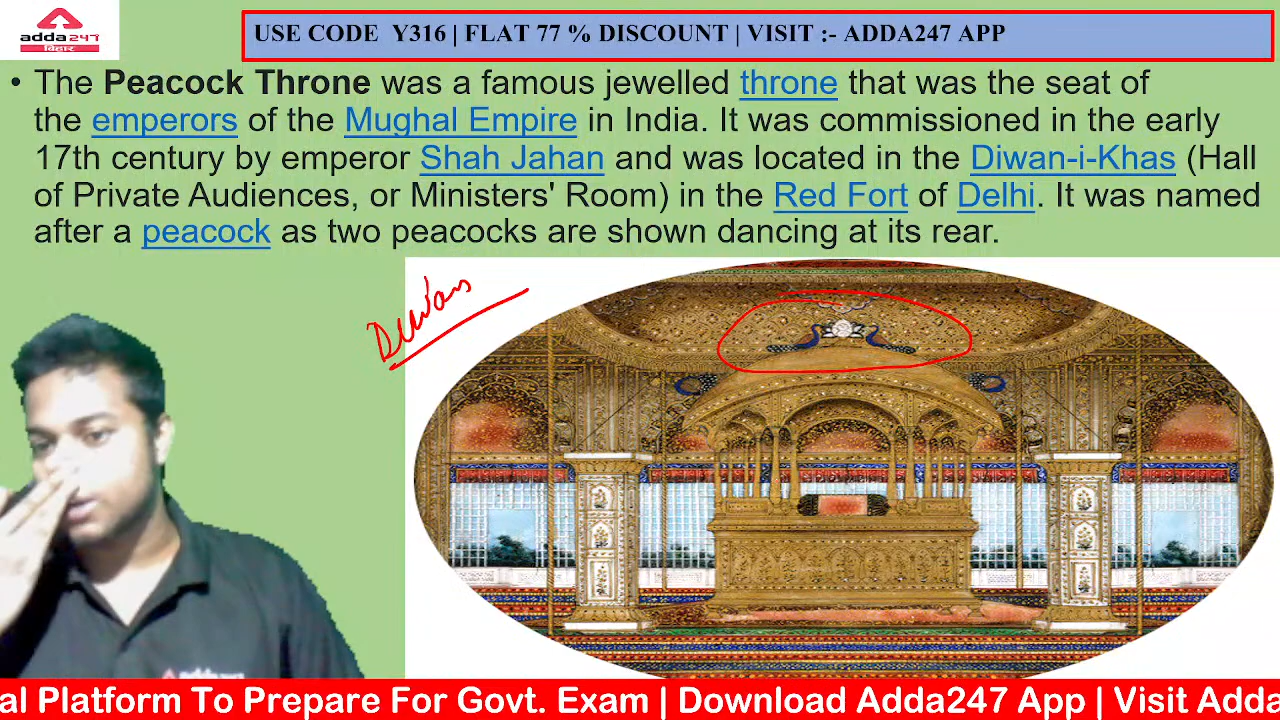 adda247
बिहार
USE CODE Y316 | FLAT 77 % DISCOUNT | VISIT :- ADDA247 APP
• The Peacock Throne was a famous jewelled throne that was the seat of
the emperors of the Mughal Empire in India. It was commissioned in the early
17th century by emperor Shah Jahan and was located in the Diwan-i-Khas (Hall
of Private Audiences, or Ministers' Room) in the Red Fort of Delhi. It was named
after a peacock as two peacocks are shown dancing at its rear.
al Platform To Prepare For Govt. Exam | Download Adda247 App | Visit Adda